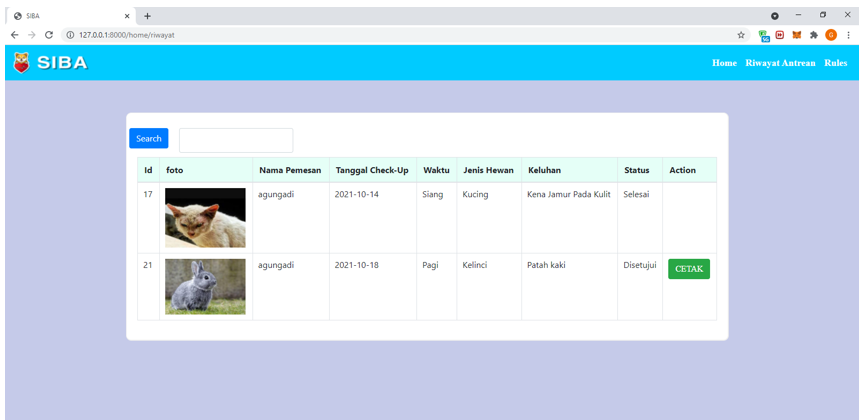 SIBA
127.0.0.1:8000/home/riwayat
SIBA
Home Riwayat Antrean Rules
Search
Id foto Nama Pemesan Tanggal Check-Up Waktu Jenis Hewan Keluhan Status Action
17 agungadi 2021-10-14 Siang Kucing Kena Jamur Pada Kulit Selesai
21 agungadi 2021-10-18 Pagi Kelinci Patah kaki Disetujui CETAK